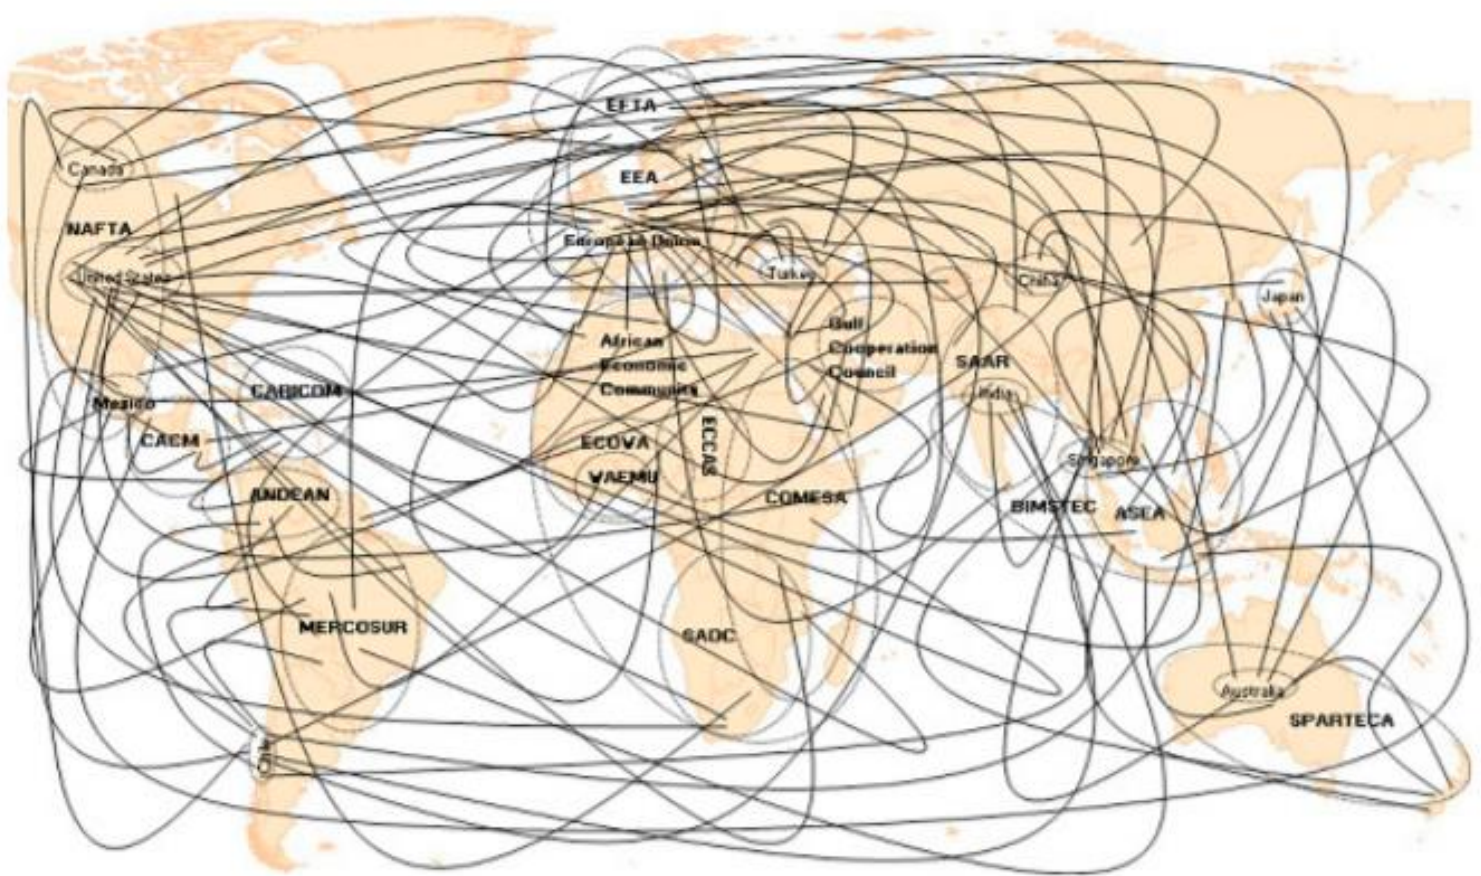 EFTA
Canada
EEA
NAFTA
European Union
United States
Turkey
China
Japan
Gulf
Cooperation
Council
African
Economic
Community
SAAR
CARICOM
India
Mexico
CACM
ECOWA
ECCAS
Singapore
WAEMU
ANDEAN
COMESA
BIMSTEC
ASEA
MERCOSUR
SADC
Australia
SPARTECA
Chile